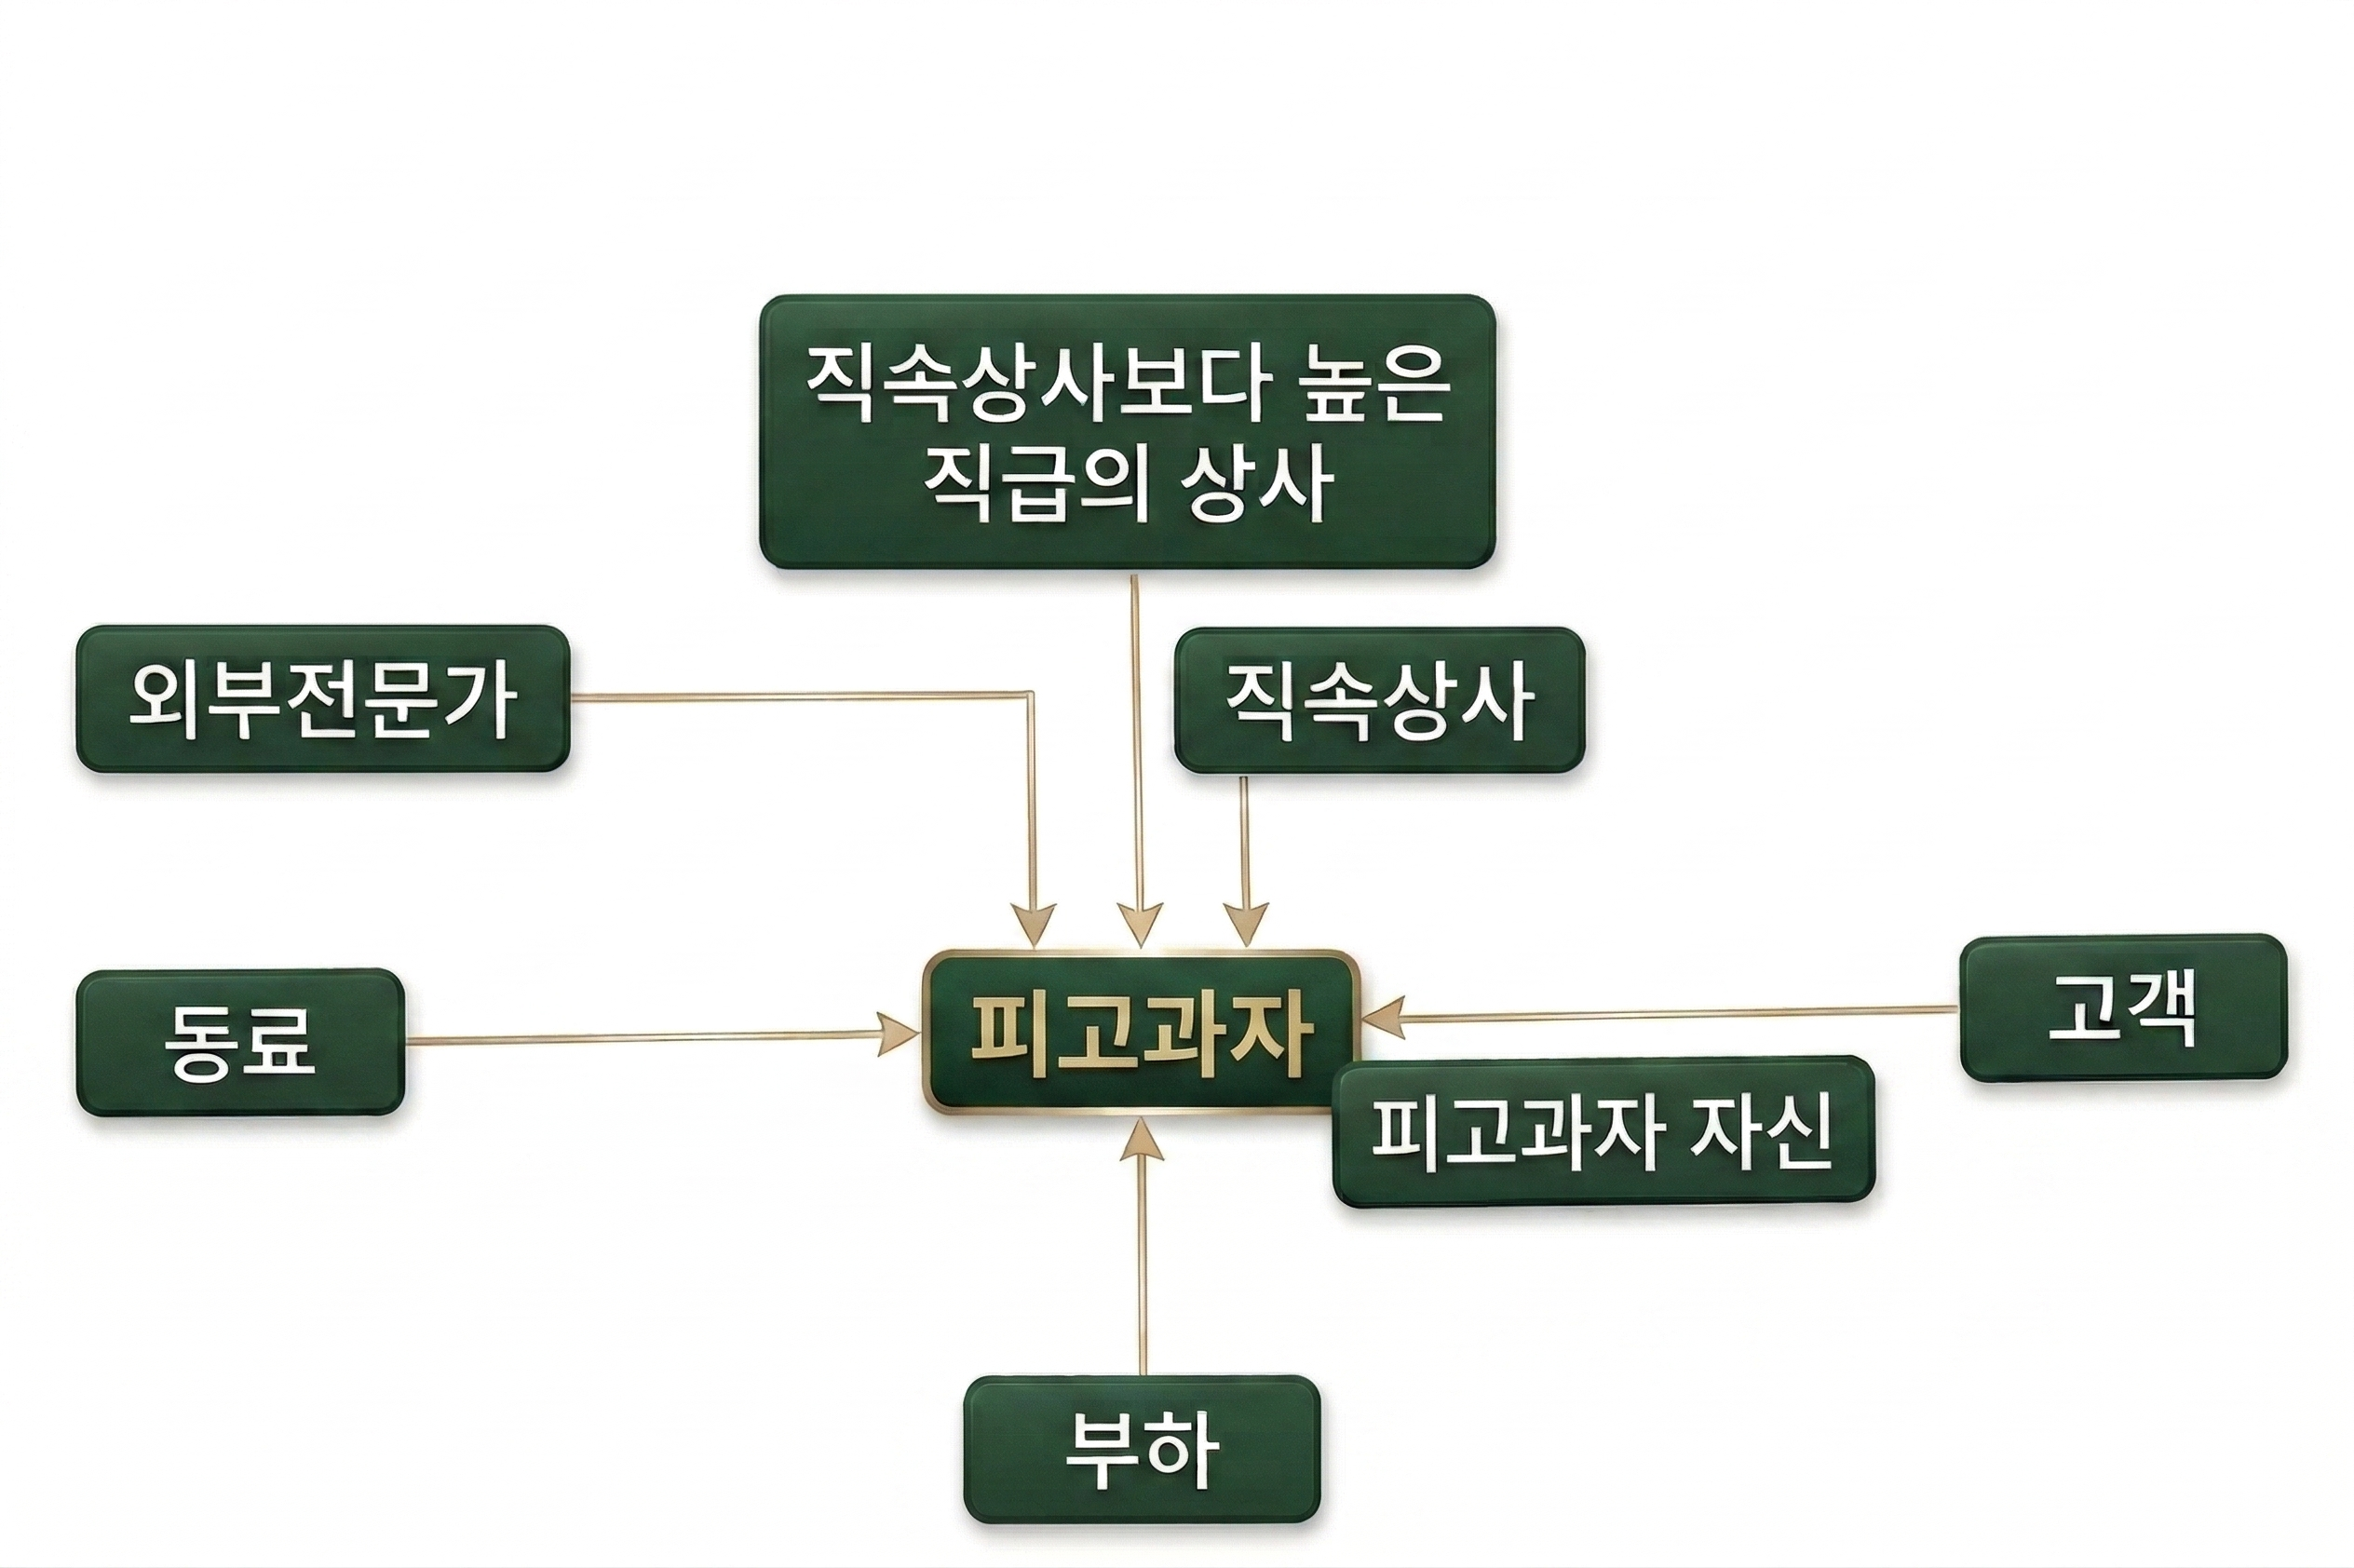 직속상사보다 높은
직급의 상사
외부전문가
직속상사
동료
피고과자
고객
피고과자 자신
부하